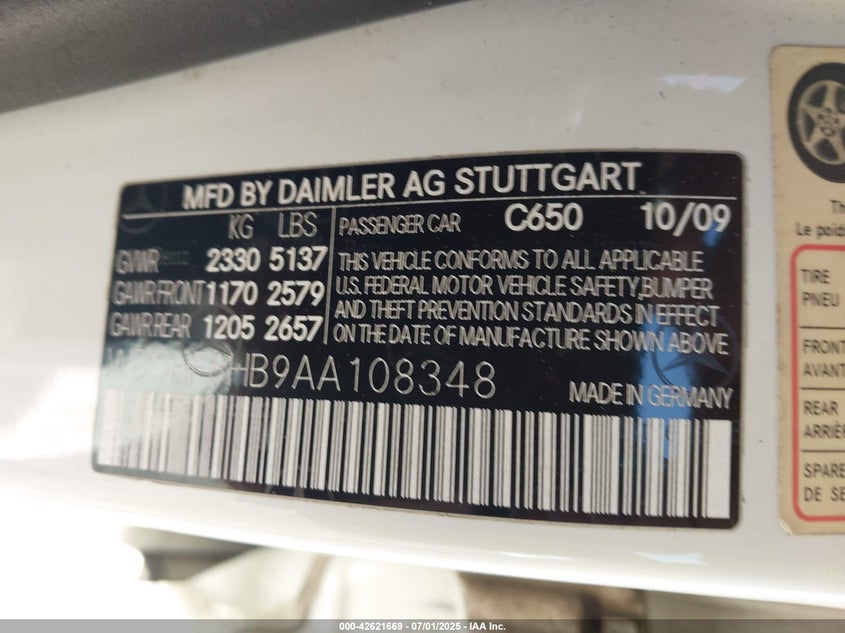 MFD BY DAIMLER AG STUTTGART
KG LBS
GVWR 2330 5137
GAWR FRONT 1170 2579
GAWR REAR 1205 2657
PASSENGER CAR C650 10/09
THIS VEHICLE CONFORMS TO ALL APPLICABLE
U.S. FEDERAL MOTOR VEHICLE SAFETY,BUMPER
AND THEFT PREVENTION STANDARDS IN EFFECT
ON THE DATE OF MANUFACTURE SHOWN ABOVE
HB9AA108348
MADE IN GERMANY
Le
TIRE
PNEU
FRONT
AVANT
REAR
SPARE
DE
000-42621669 / 07/01/2025 - IAA Inc.